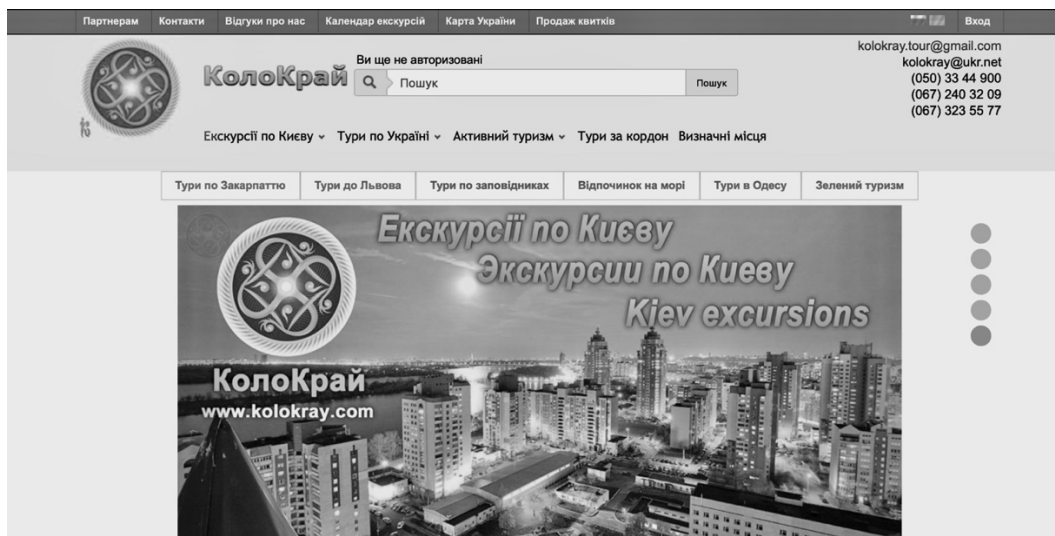 Партнерам Контакти Відгуки про нас Календар екскурсій Карта України Продаж квитків Вход
kolokray.tour@gmail.com
kolokray@ukr.net
(050) 33 44 900
(067) 240 32 09
(067) 323 55 77
КолоКрай
Ви ще не авторизовані
Пошук Пошук
Екскурсії по Києву Тури по Україні Активний туризм Тури за кордон Визначні місця
Тури по Закарпаттю Тури до Львова Тури по заповідниках Відпочинок на морі Тури в Одесу Зелений туризм
Екскурсії по Києву
Экскурсии по Киеву
Kiev excursions
КолоКрай
www.kolokray.com